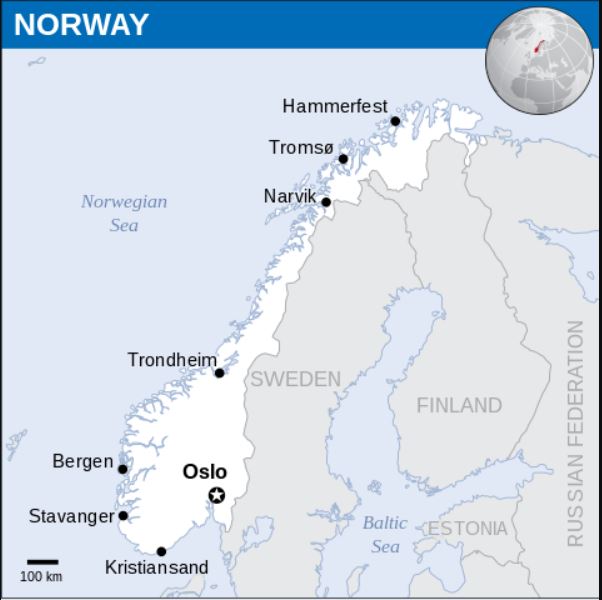 NORWAY
Hammerfest
Tromsø
Narvik
Norwegian
Sea
Trondheim
SWEDEN
FINLAND
RUSSIAN FEDERATION
Bergen
Oslo
Stavanger
Baltic
Sea
ESTONIA
Kristiansand
100 km